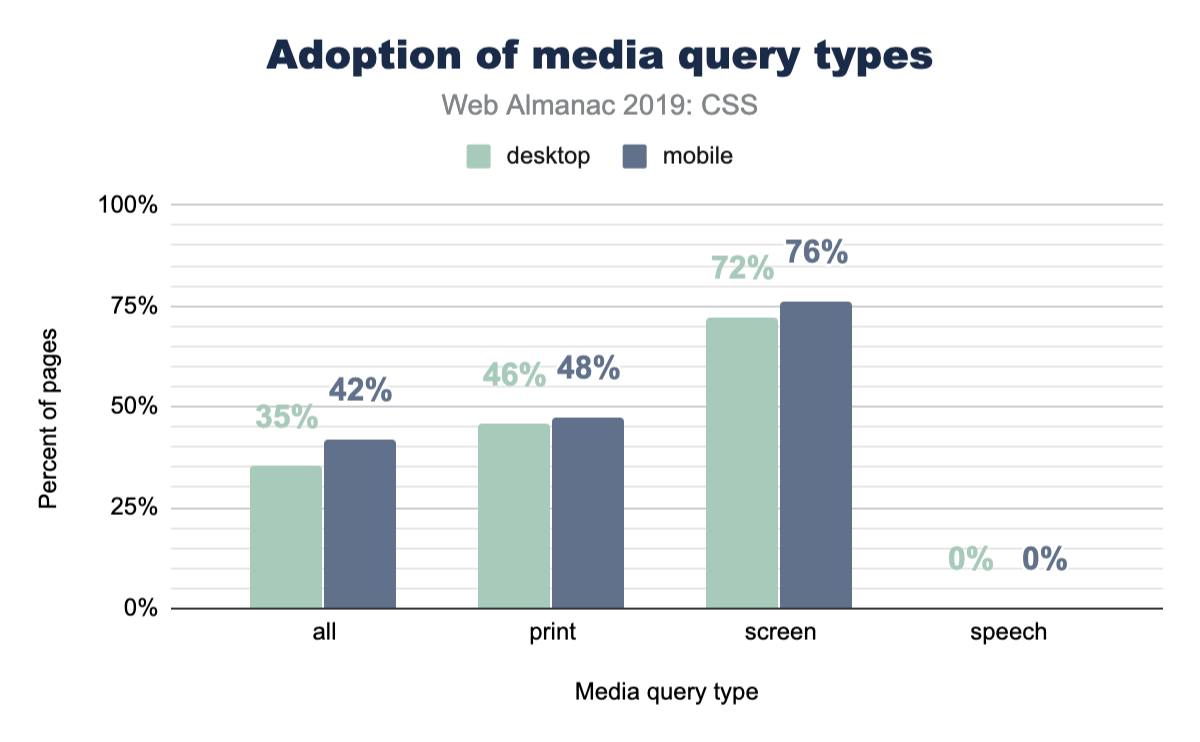 Adoption of media query types
Web Almanac 2019: CSS
desktop mobile
100%
75%
50%
25%
0%
Percent of pages
35% 42%
46% 48%
72% 76%
0% 0%
all print screen speech
Media query type